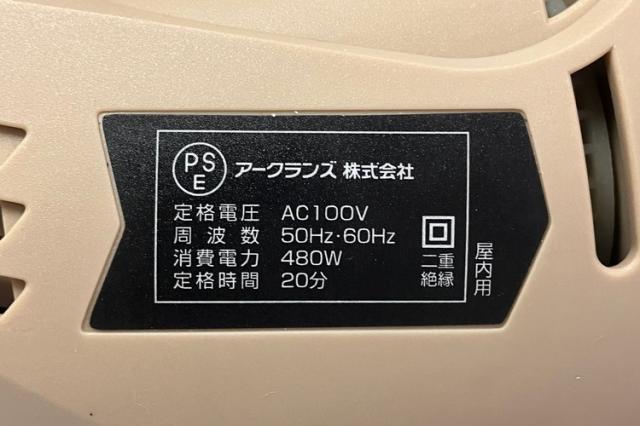 PSE アークランズ 株式会社
定格電圧 AC100V
周波数 50Hz・60Hz
消費電力 480W
定格時間 20分
二重
絶縁
屋内用